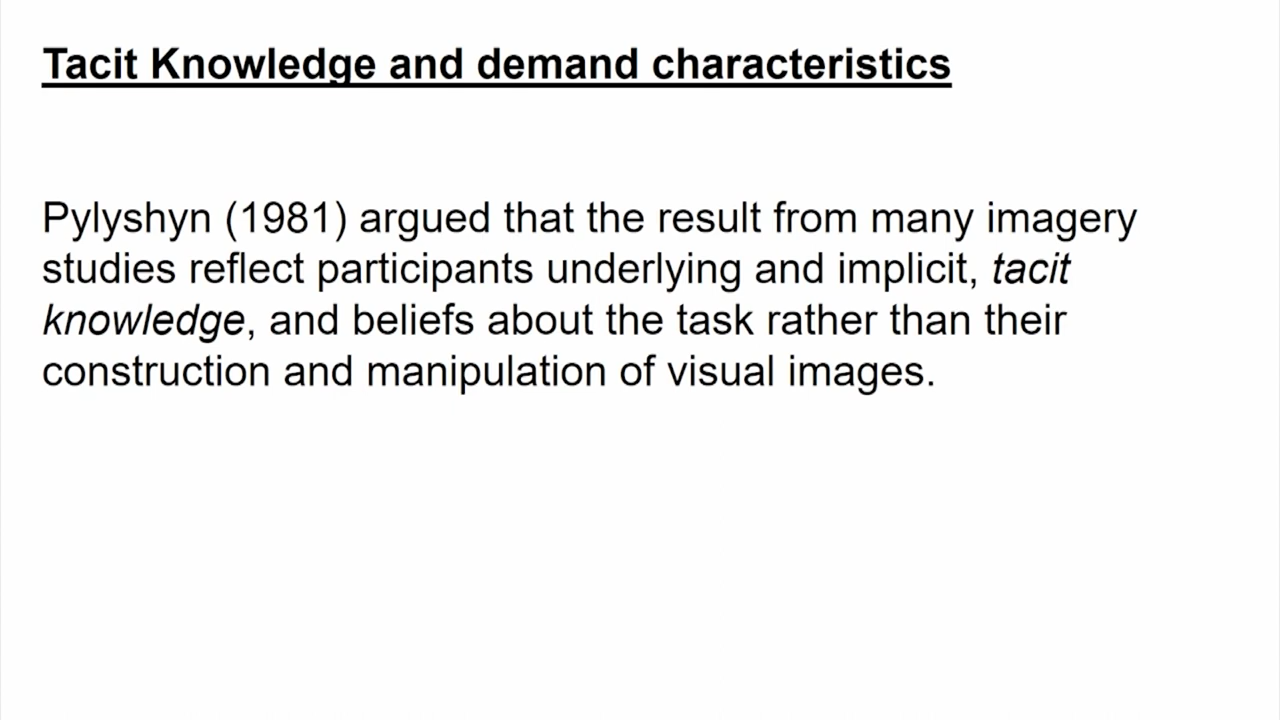 Tacit Knowledge and demand characteristics
Pylyshyn (1981) argued that the result from many imagery
studies reflect participants underlying and implicit, tacit
knowledge, and beliefs about the task rather than their
construction and manipulation of visual images.